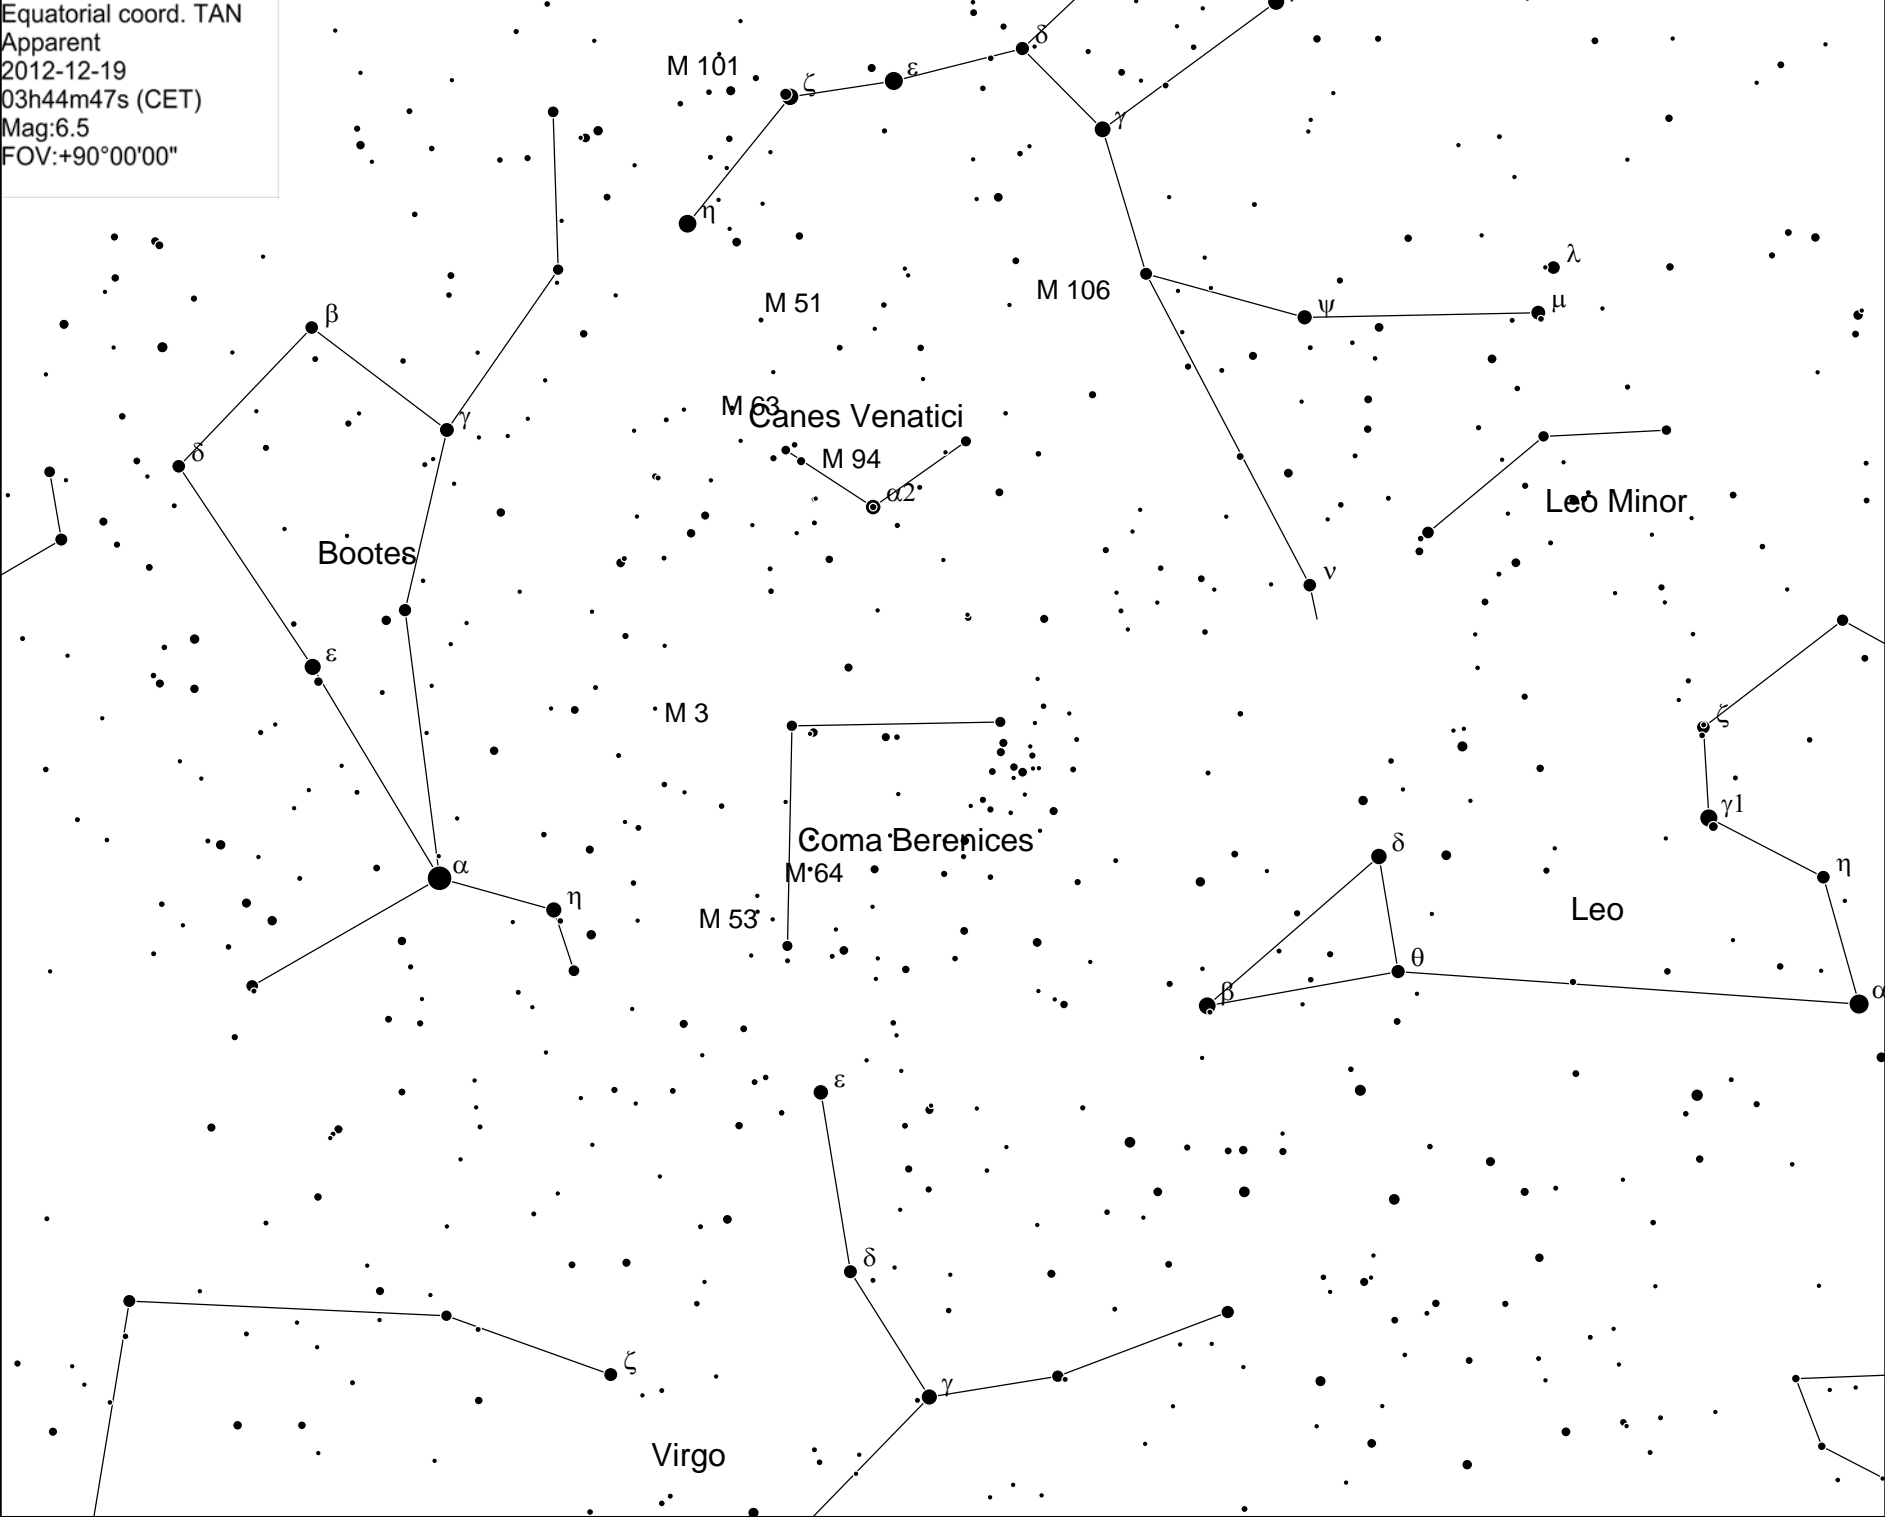 Equatorial coord. TAN
Apparent
2012-12-19
03h44m47s (CET)
Mag:6.5
FOV:+90°00'00"
δ
M 101
ζ
ε
γ
η
λ
M 106
M 51
μ
ψ
β
M 63
Canes Venatici
γ
δ
M 94
α2
Leo Minor
Bootes
ν
ε
M 3
ζ
γ1
Coma Berenices
δ
α
M 64
η
η
Leo
M 53
θ
β
α
ε
δ
ζ
γ
Virgo